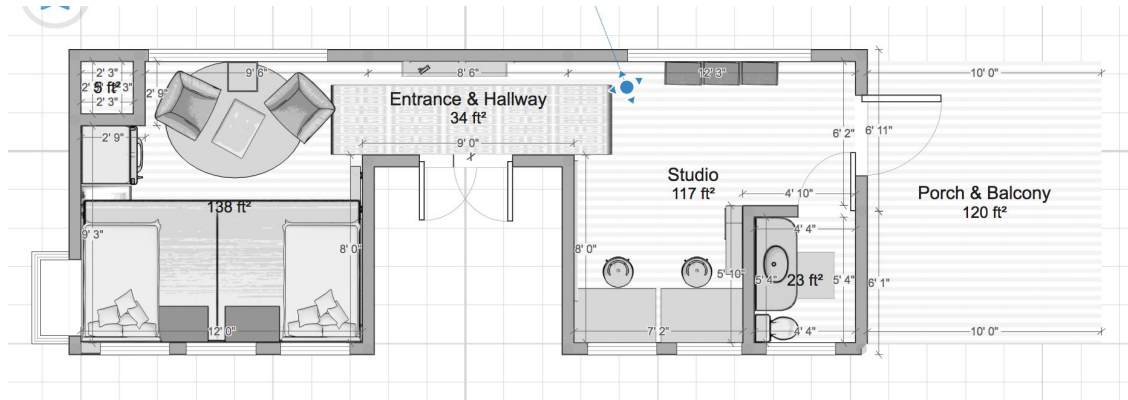 2' 3"
9' 6"
8' 6"
12' 3"
10' 0"
2' 3"
5 ft²
2' 3"
2' 9"
Entrance & Hallway
34 ft²
2' 9"
9' 0"
6' 2"
6' 11"
Studio
117 ft²
4' 10"
Porch & Balcony
120 ft²
138 ft²
9' 3"
8' 0"
8' 0"
4' 4"
5' 10"
5' 4"
23 ft²
5' 4"
6' 1"
12' 0"
7' 2"
4' 4"
10' 0"